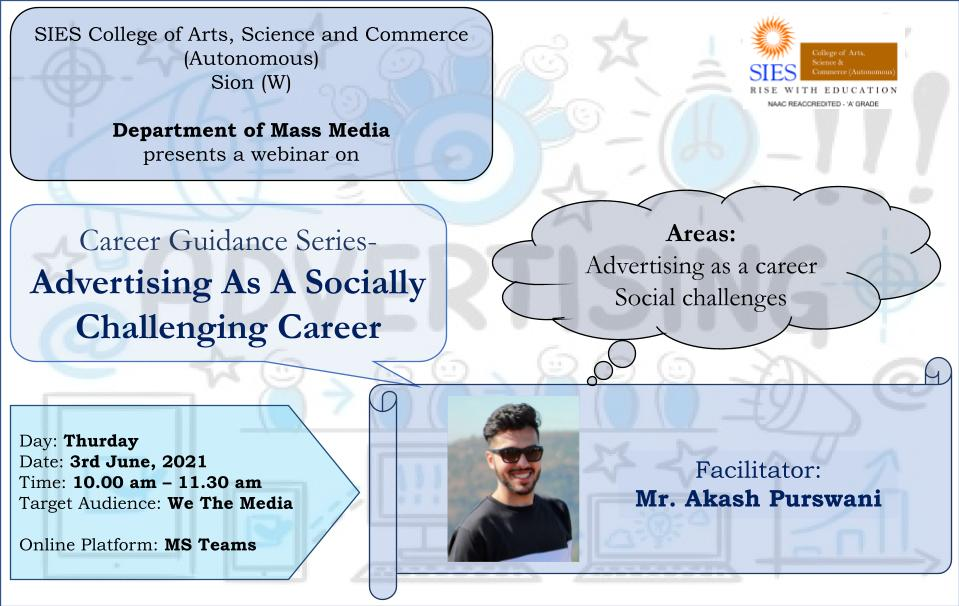 SIES College of Arts, Science and Commerce
(Autonomous)
Sion (W)
Department of Mass Media
presents a webinar on
SIES
College of Arts,
Science &
Commerce (Autonomous)
RISE WITH EDUCATION
NAAC REACCREDITED - 'A' GRADE
Career Guidance Series-
Advertising As A Socially
Challenging Career
Areas:
Advertising as a career
Social challenges
ADVERTISING
!!!
@
@
Day: Thurday
Date: 3rd June, 2021
Time: 10.00 am – 11.30 am
Target Audience: We The Media
Online Platform: MS Teams
Facilitator:
Mr. Akash Purswani